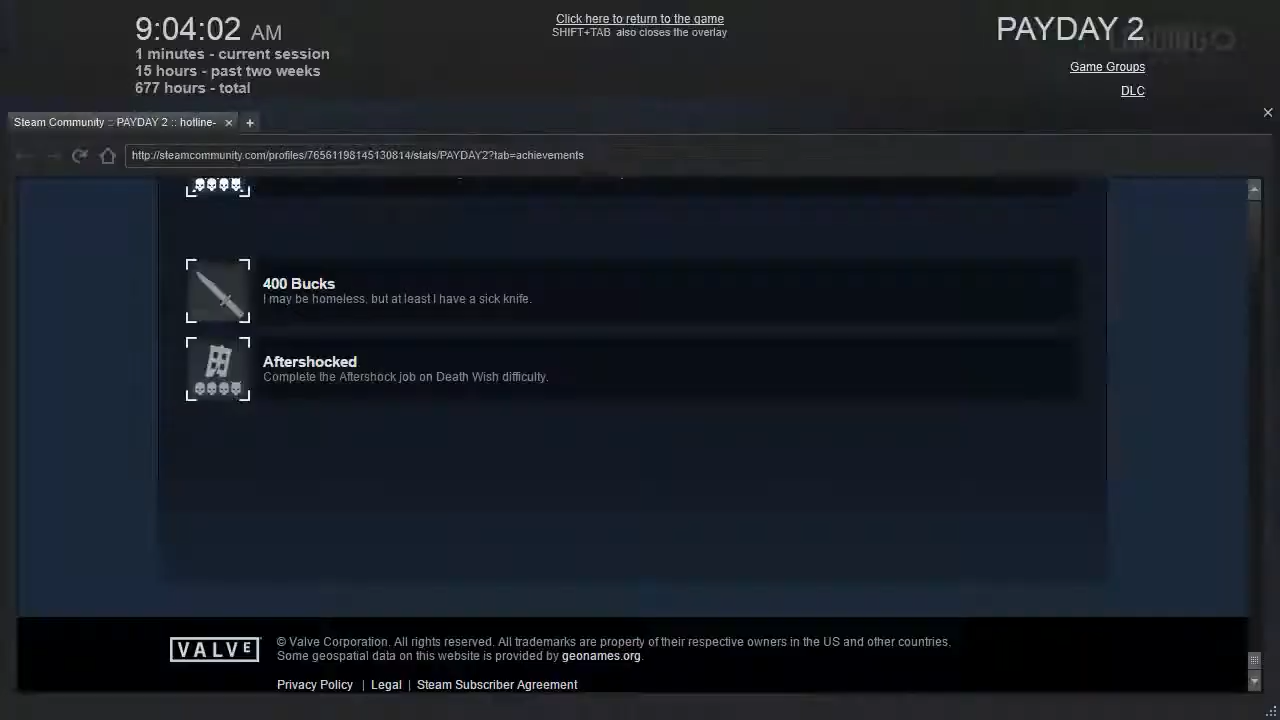 9:04:02 AM
1 minutes - current session
15 hours - past two weeks
677 hours - total
Click here to return to the game
SHIFT+TAB also closes the overlay
PAYDAY 2
LOADING
Game Groups
DLC
Steam Community :: PAYDAY 2 :: hotline-
http://steamcommunity.com/profiles/76561198145130814/stats/PAYDAY2?tab=achievements
400 Bucks
I may be homeless, but at least I have a sick knife.
Aftershocked
Complete the Aftershock job on Death Wish difficulty.
VALVE
© Valve Corporation. All rights reserved. All trademarks are property of their respective owners in the US and other countries.
Some geospatial data on this website is provided by geonames.org.
Privacy Policy | Legal | Steam Subscriber Agreement